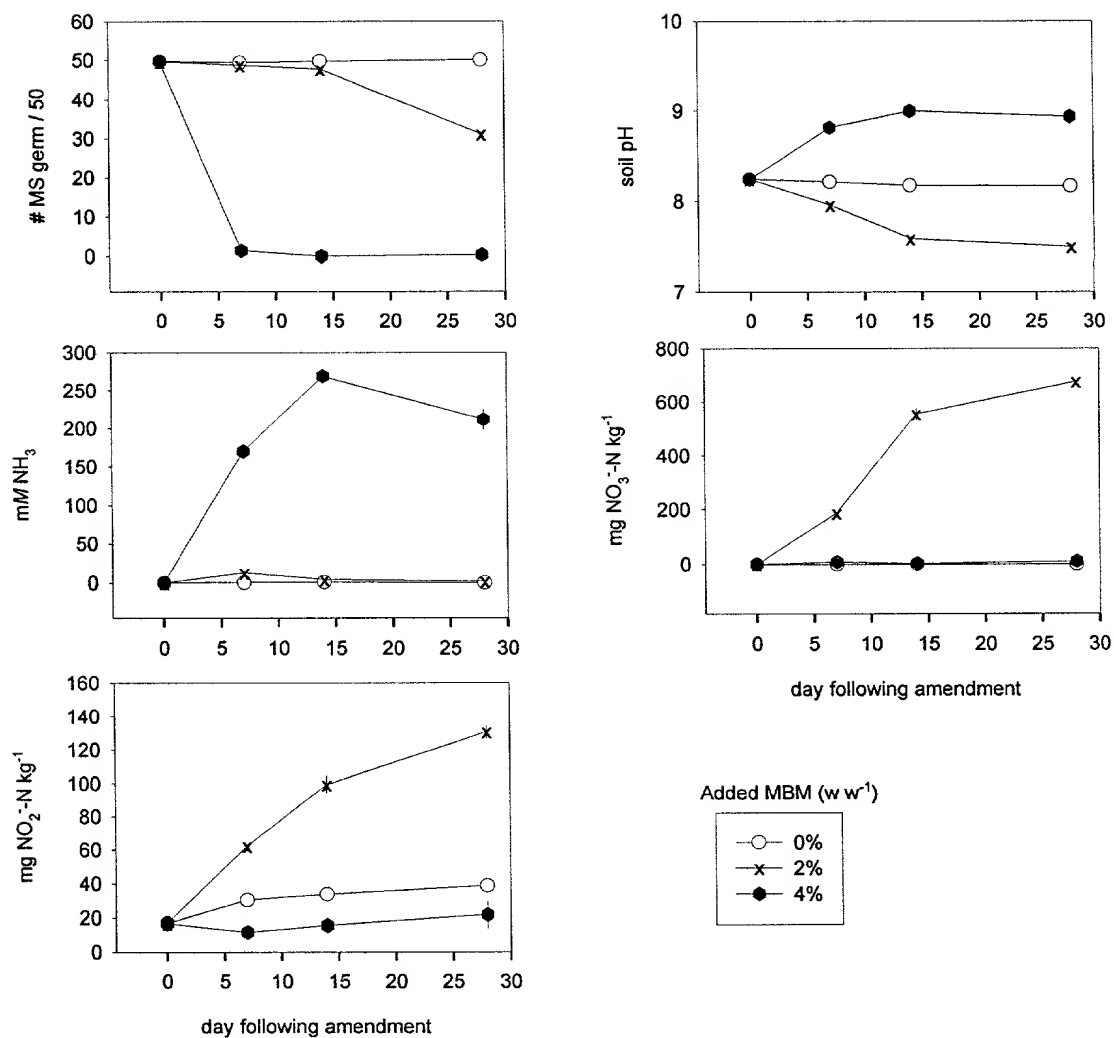 60
50
40
30
20
10
0
# MS germ / 50
0 5 10 15 20 25 30
10
9
8
7
soil pH
0 5 10 15 20 25 30
300
250
200
150
100
50
0
mM NH₃
0 5 10 15 20 25 30
800
600
400
200
0
mg NO₃⁻-N kg⁻¹
0 5 10 15 20 25 30
day following amendment
160
140
120
100
80
60
40
20
0
mg NO₂⁻-N kg⁻¹
0 5 10 15 20 25 30
day following amendment
Added MBM (w w⁻¹)
0%
2%
4%